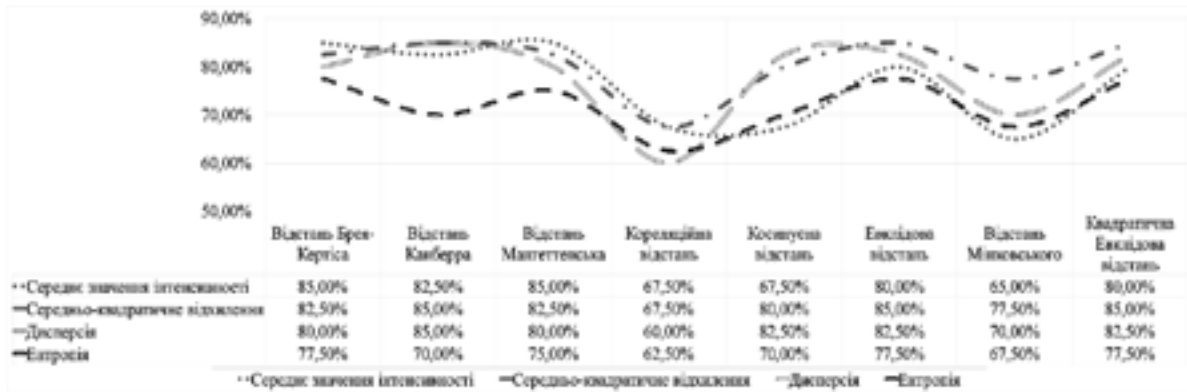 90,00%
80,00%
70,00%
60,00%
50,00%
Відстань Брея-Кертіса
Відстань Канберра
Відстань Мангеттенська
Кореляційна відстань
Косинусна відстань
Евклідова відстань
Відстань Мінковського
Квадратична Евклідова відстань
Середнє значення інтенсивності 85,00% 82,50% 85,00% 67,50% 67,50% 80,00% 65,00% 80,00%
Середньо-квадратичне відхилення 82,50% 85,00% 82,50% 67,50% 80,00% 85,00% 77,50% 85,00%
Дисперсія 80,00% 85,00% 80,00% 60,00% 82,50% 82,50% 70,00% 82,50%
Ентропія 77,50% 70,00% 75,00% 62,50% 70,00% 77,50% 67,50% 77,50%
Середнє значення інтенсивності Середньо-квадратичне відхилення Дисперсія Ентропія